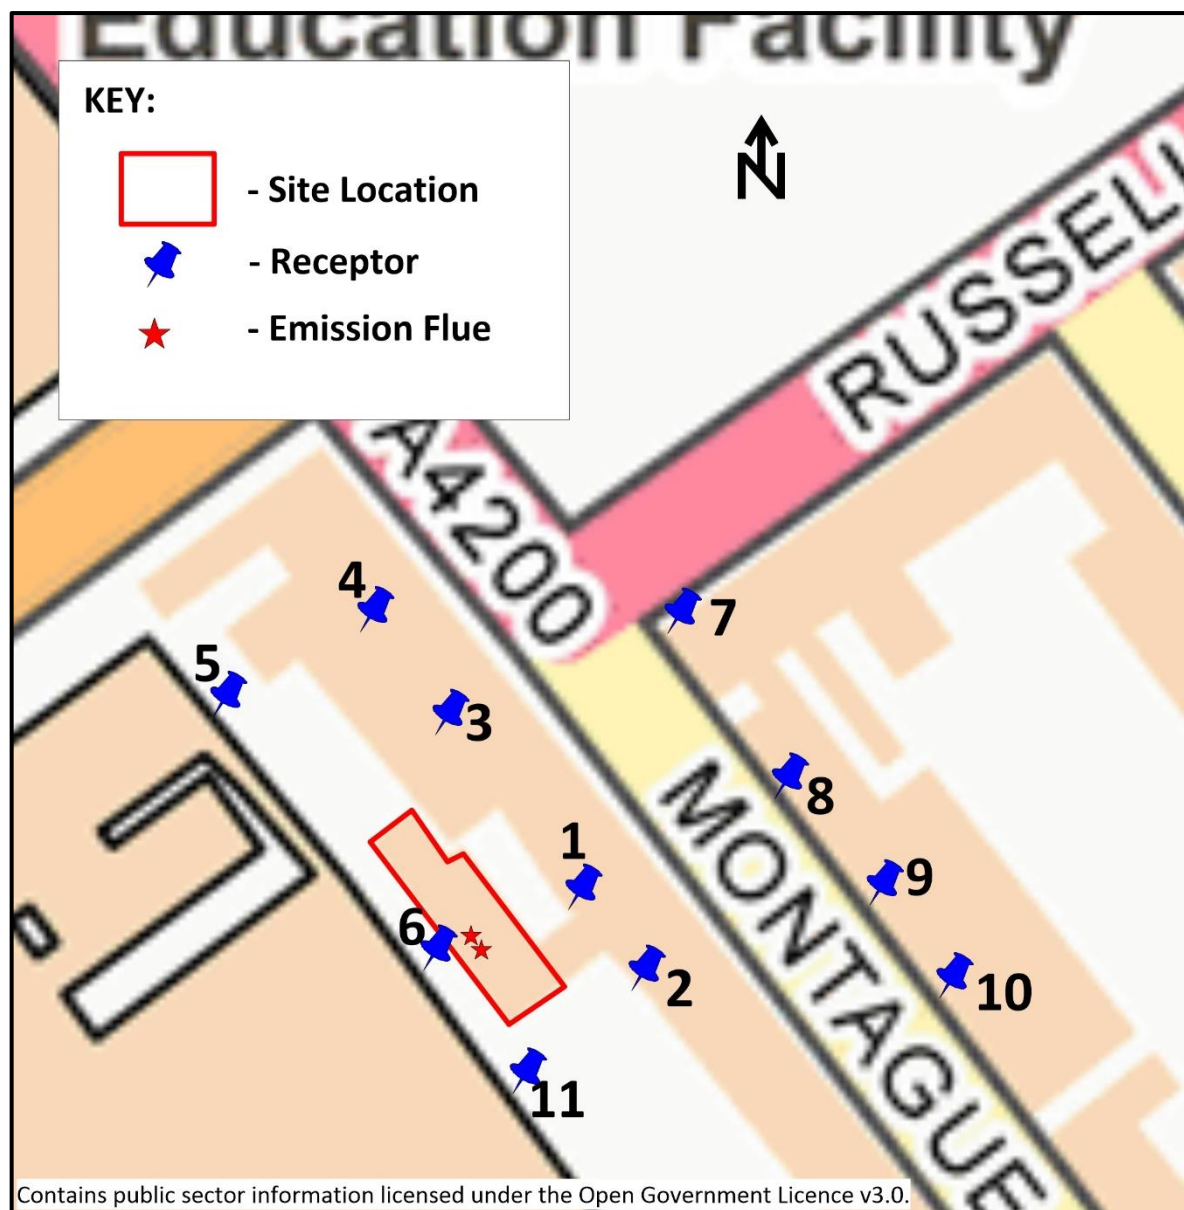 Education Facility
KEY:
- Site Location
- Receptor
- Emission Flue
N
RUSSELL
A4200
4
7
5
3
8
1
9
6
2
10
11
MONTAGUE
Contains public sector information licensed under the Open Government Licence v3.0.